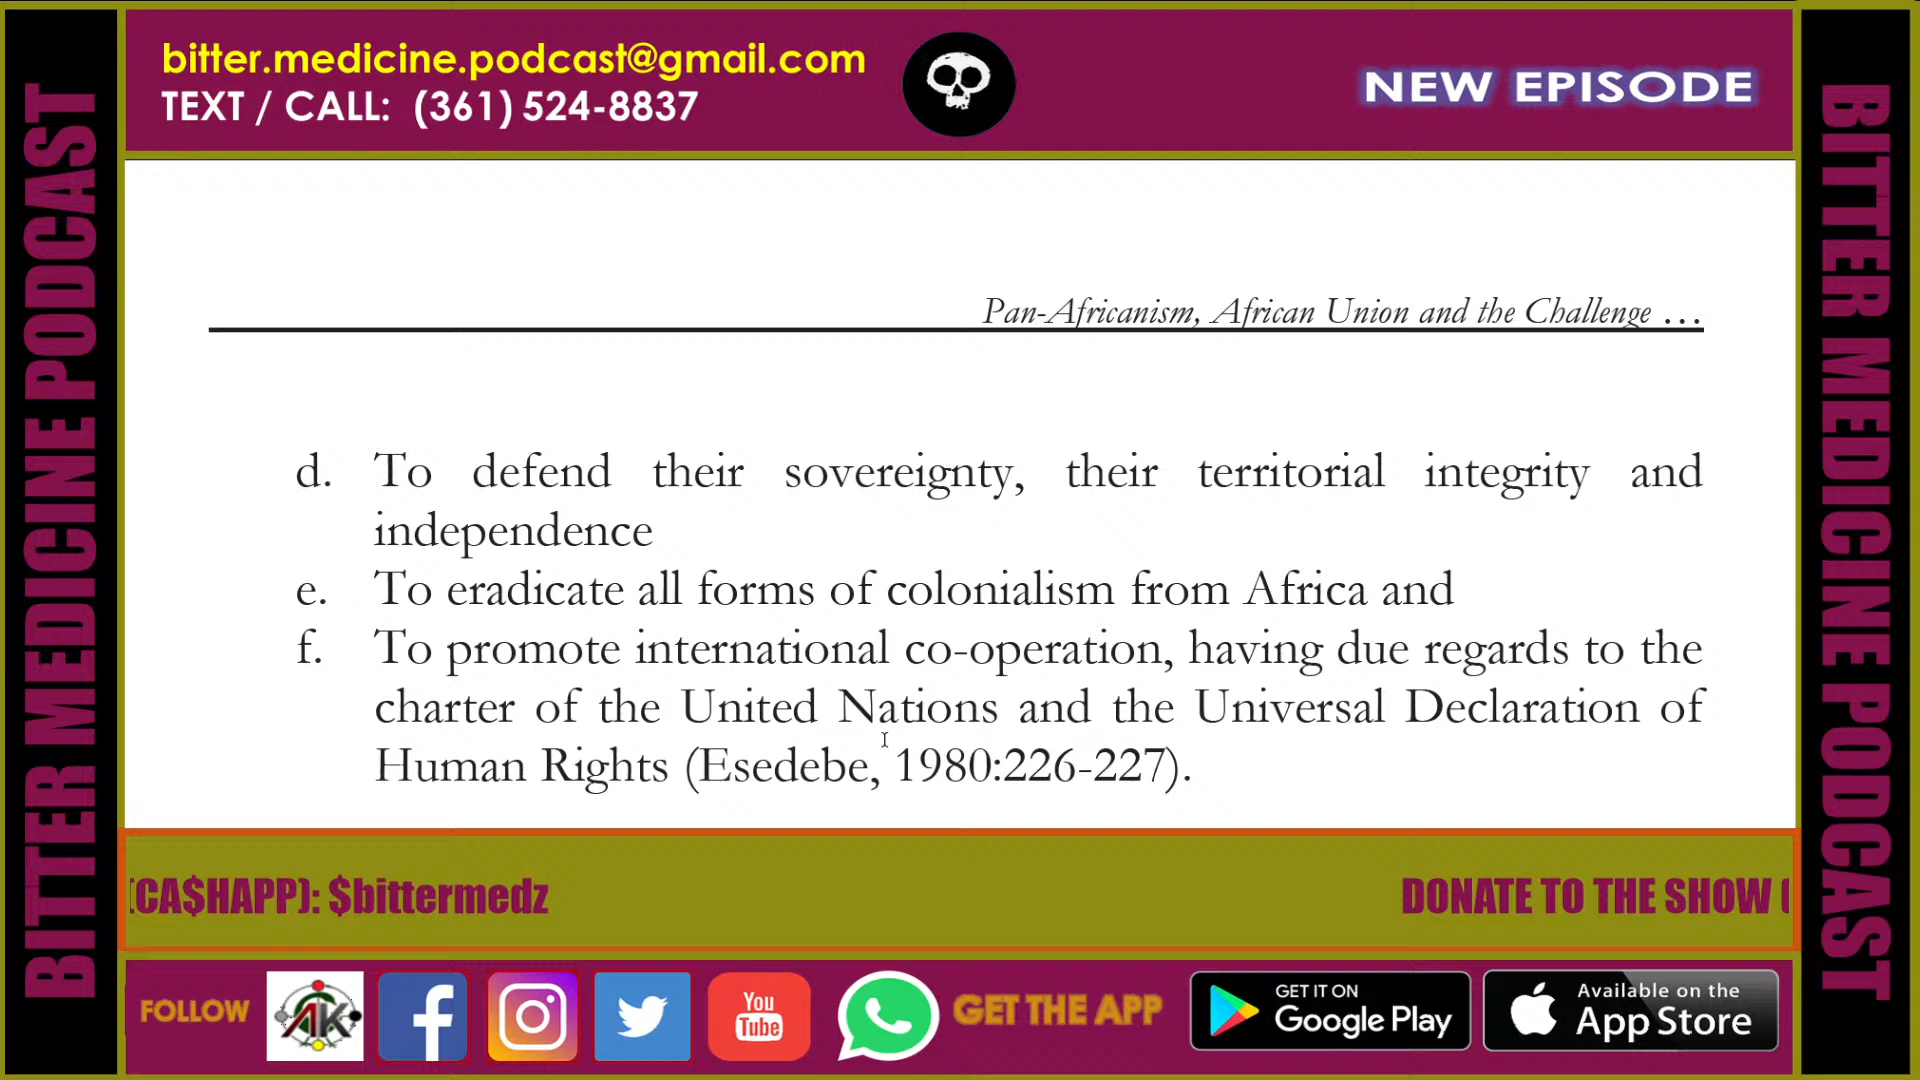 bitter.medicine.podcast@gmail.com
TEXT / CALL: (361) 524-8837
NEW EPISODE
BITTER MEDICINE PODCAST
BITTER MEDICINE PODCAST
Pan-Africanism, African Union and the Challenge ...
d. To defend their sovereignty, their territorial integrity and
independence
e. To eradicate all forms of colonialism from Africa and
f. To promote international co-operation, having due regards to the
charter of the United Nations and the Universal Declaration of
Human Rights (Esedebe, 1980:226-227).
(CA$HAPP): $bittermedz
DONATE TO THE SHOW (
FOLLOW
AK
f
You
Tube
GET THE APP
GET IT ON
Google Play
Available on the
App Store